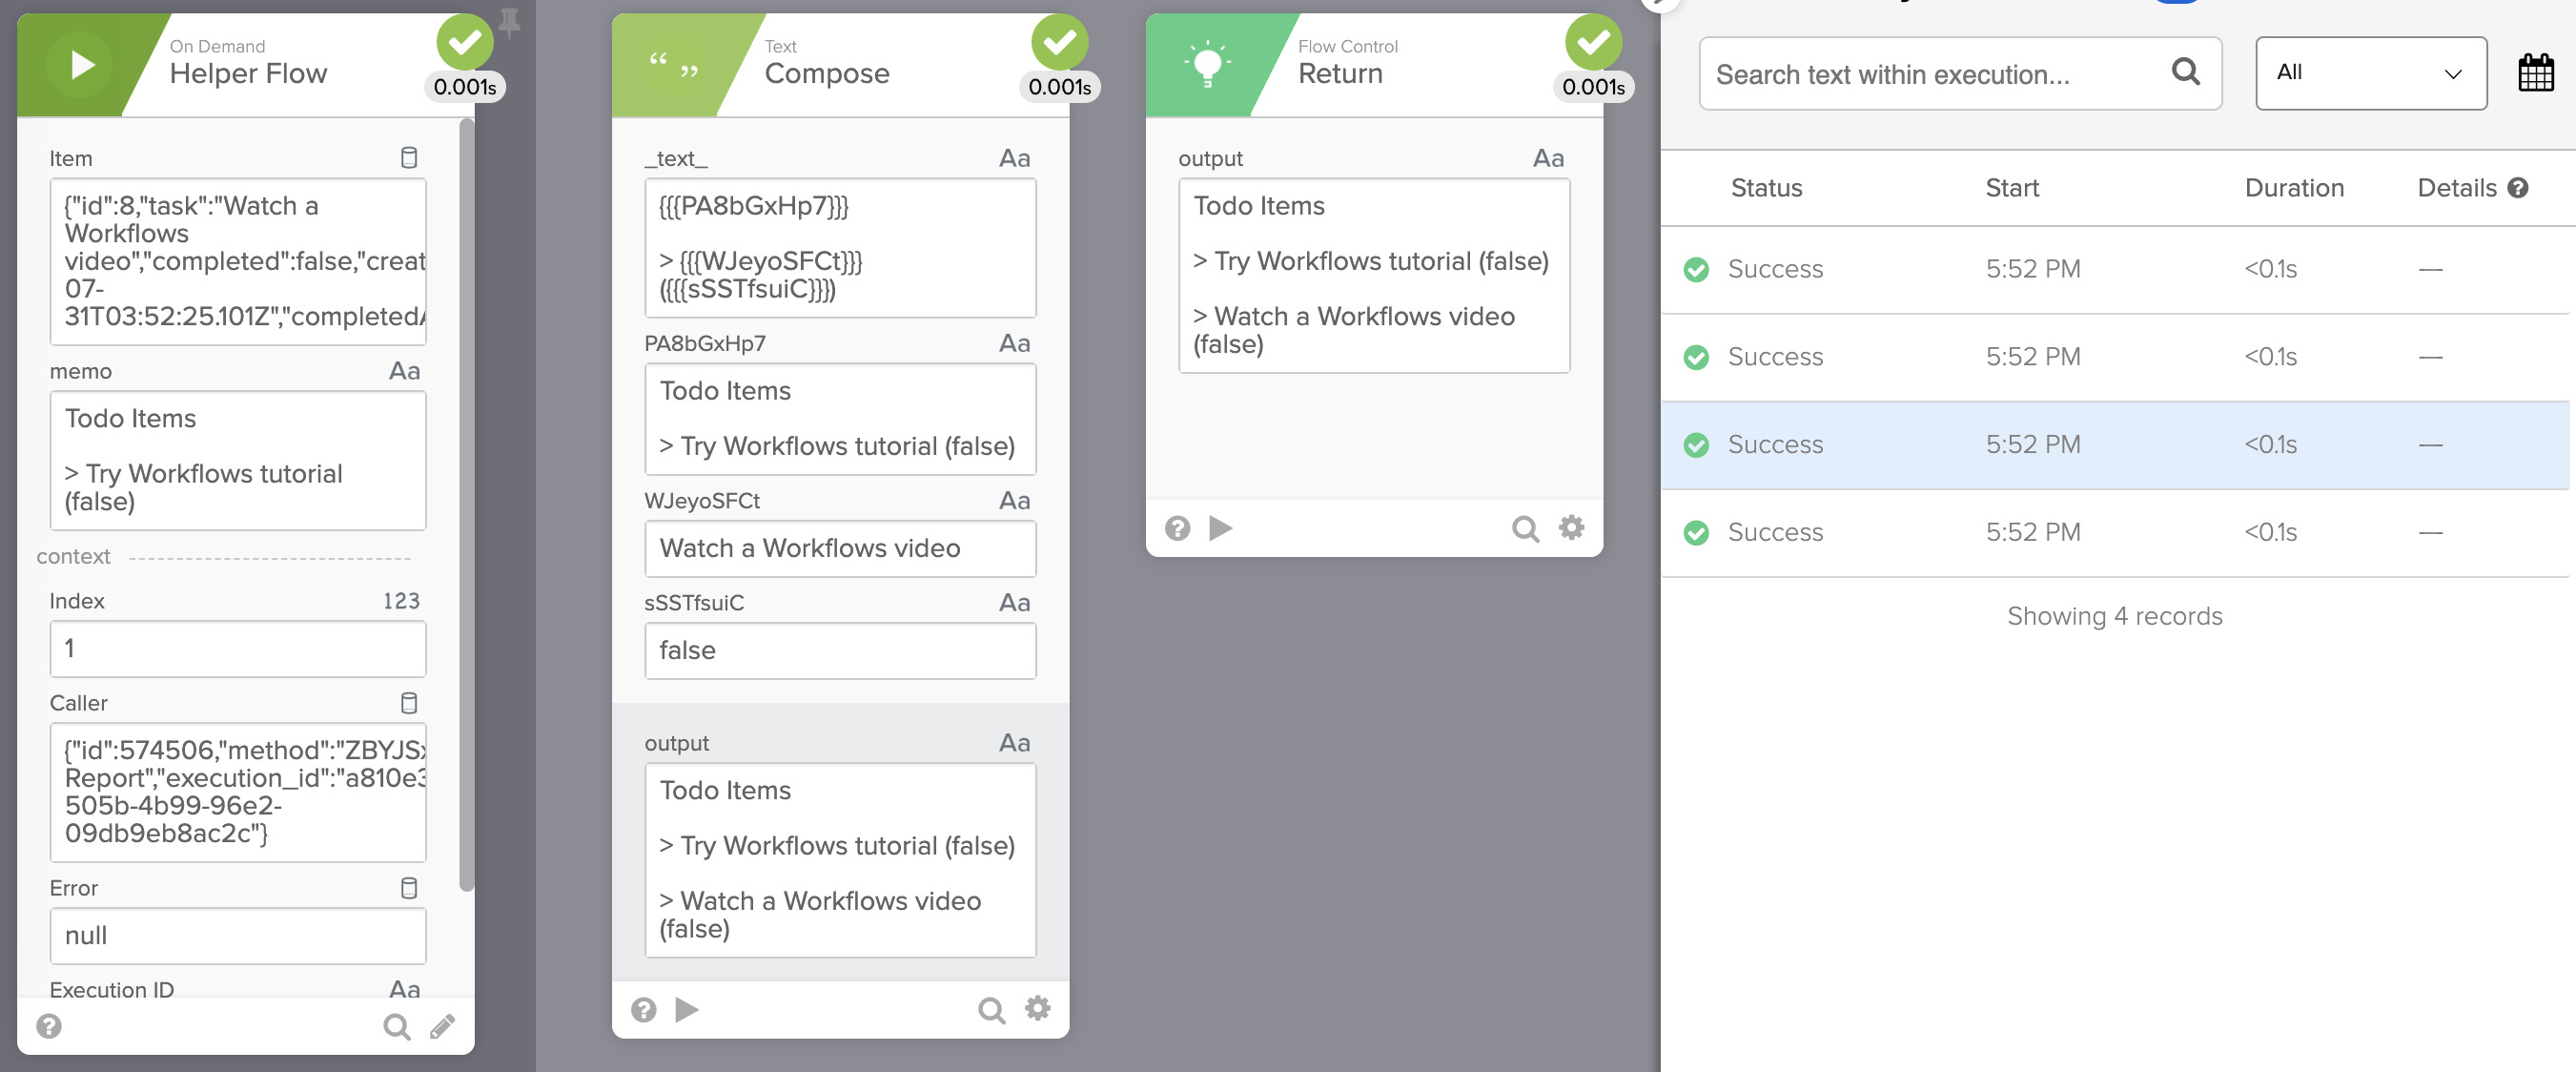 On Demand
Helper Flow
0.001s
Item
{"id":8,"task":"Watch a
Workflows
video","completed":false,"creat
07-
31T03:52:25.101Z","completed
memo
Aa
Todo Items
> Try Workflows tutorial
(false)
context
Index
123
1
Caller
{"id":574506,"method":"ZBYJS
Report","execution_id":"a810e3
505b-4b99-96e2-
09db9eb8ac2c"}
Error
null
Execution ID
Aa
Text
Compose
0.001s
_text_
Aa
{{{PA8bGxHp7}}}
> {{{WJeyoSFCt}}}
({{{sSSTfsuiC}}})
PA8bGxHp7
Aa
Todo Items
> Try Workflows tutorial (false)
WJeyoSFCt
Aa
Watch a Workflows video
sSSTfsuiC
Aa
false
output
Aa
Todo Items
> Try Workflows tutorial (false)
> Watch a Workflows video
(false)
Flow Control
Return
0.001s
output
Aa
Todo Items
> Try Workflows tutorial (false)
> Watch a Workflows video
(false)
Search text within execution...
All
Status Start Duration Details
Success 5:52 PM <0.1s —
Success 5:52 PM <0.1s —
Success 5:52 PM <0.1s —
Success 5:52 PM <0.1s —
Showing 4 records